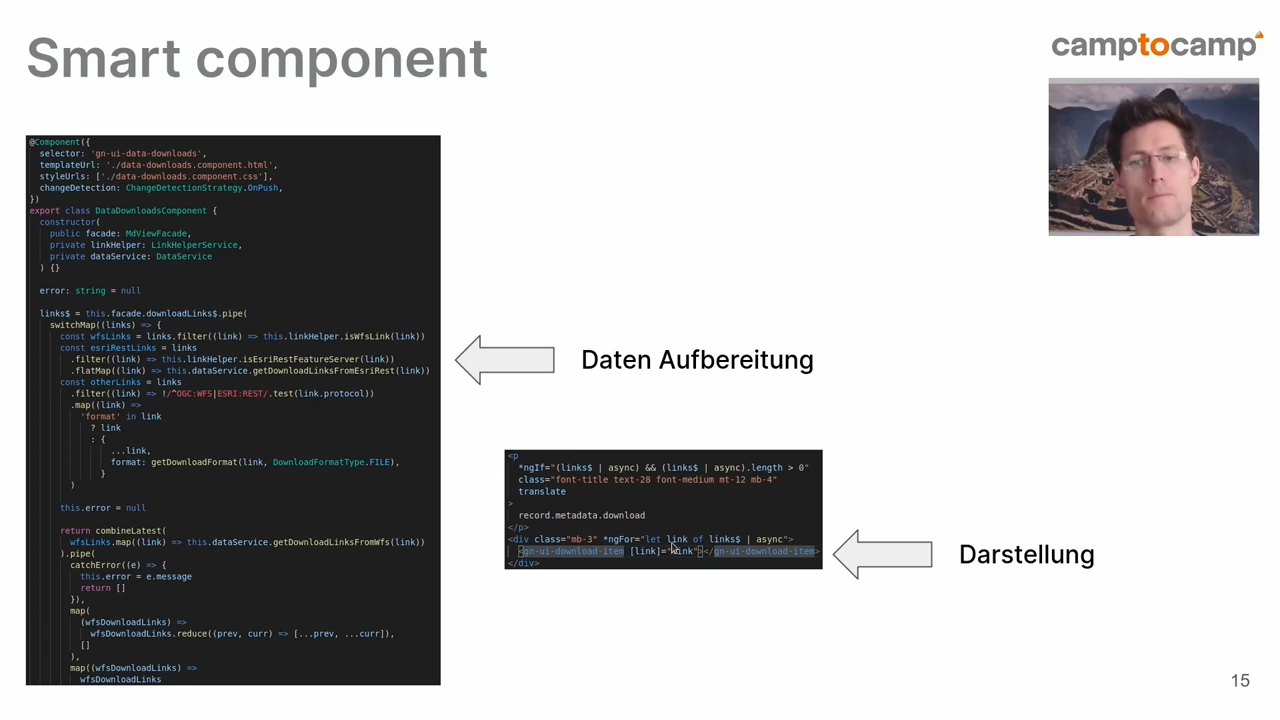 Smart component
camptocamp
@Component({
selector: 'gn-ui-data-downloads',
templateUrl: './data-downloads.component.html',
styleUrls: ['./data-downloads.component.css'],
changeDetection: ChangeDetectionStrategy.OnPush,
})
export class DataDownloadsComponent {
constructor(
public facade: MdViewFacade,
private linkHelper: LinkHelperService,
private dataService: DataService
) {}
error: string = null
links$ = this.facade.downloadLinks$.pipe(
switchMap((links) => {
const wfsLinks = links.filter((link) => this.linkHelper.isWfsLink(link))
const esriRestLinks = links
.filter((link) => this.linkHelper.isEsriRestFeatureServer(link))
.flatMap((link) => this.dataService.getDownloadLinksFromEsriRest(link))
const otherLinks = links
.filter((link) => !/^OGC:WFS|ESRI:REST/.test(link.protocol))
.map((link) =>
'format' in link
? link
: {
...link,
format: getDownloadFormat(link, DownloadFormatType.FILE),
}
)
this.error = null
return combineLatest(
wfsLinks.map((link) => this.dataService.getDownloadLinksFromWfs(link))
).pipe(
catchError((e) => {
this.error = e.message
return []
}),
map(
(wfsDownloadLinks) =>
wfsDownloadLinks.reduce((prev, curr) => [...prev, ...curr]),
[]
),
map((wfsDownloadLinks) =>
wfsDownloadLinks
Daten Aufbereitung
<p
*ngIf="(links$ | async) && (links$ | async).length > 0"
class="font-title text-28 font-medium mt-12 mb-4"
translate
>
record.metadata.download
</p>
<div class="mb-3" *ngFor="let link of links$ | async">
<gn-ui-download-item [link]="link"></gn-ui-download-item>
</div>
Darstellung
15